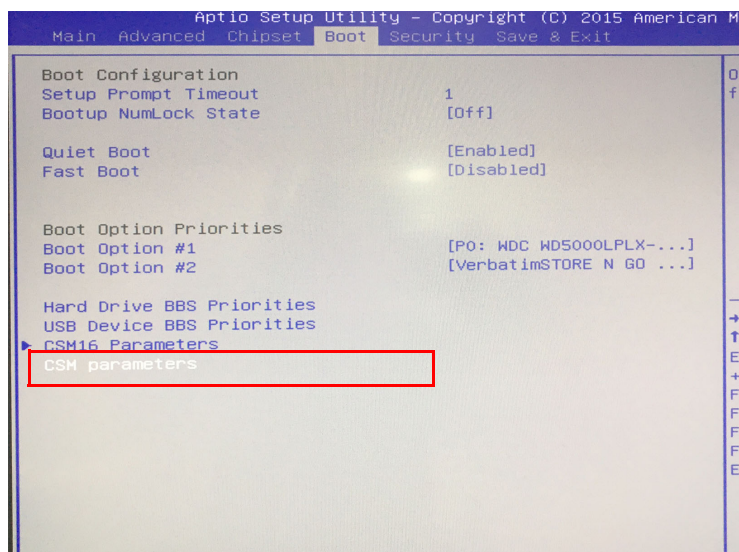 Aptio Setup Utility – Copyright (C) 2015 American M
Main Advanced Chipset Boot Security Save & Exit
Boot Configuration
Setup Prompt Timeout 1
Bootup NumLock State [Off]
Quiet Boot [Enabled]
Fast Boot [Disabled]
Boot Option Priorities
Boot Option #1 [P0: WDC WD5000LPLX-...]
Boot Option #2 [VerbatimSTORE N GO ...]
Hard Drive BBS Priorities
USB Device BBS Priorities
CSM16 Parameters
CSM parameters